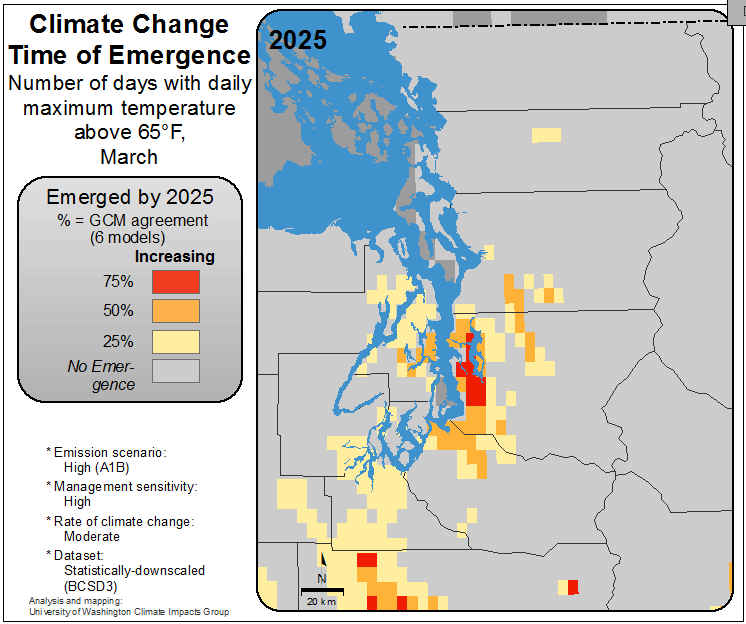 Climate Change
Time of Emergence
Number of days with daily
maximum temperature
above 65°F,
March
Emerged by 2025
% = GCM agreement
(6 models)
Increasing
75%
50%
25%
No Emer-
gence
* Emission scenario:
High (A1B)
* Management sensitivity:
High
* Rate of climate change:
Moderate
* Dataset:
Statistically-downscaled
(BCSD3)
Analysis and mapping:
University of Washington Climate Impacts Group
2025
N
20 km